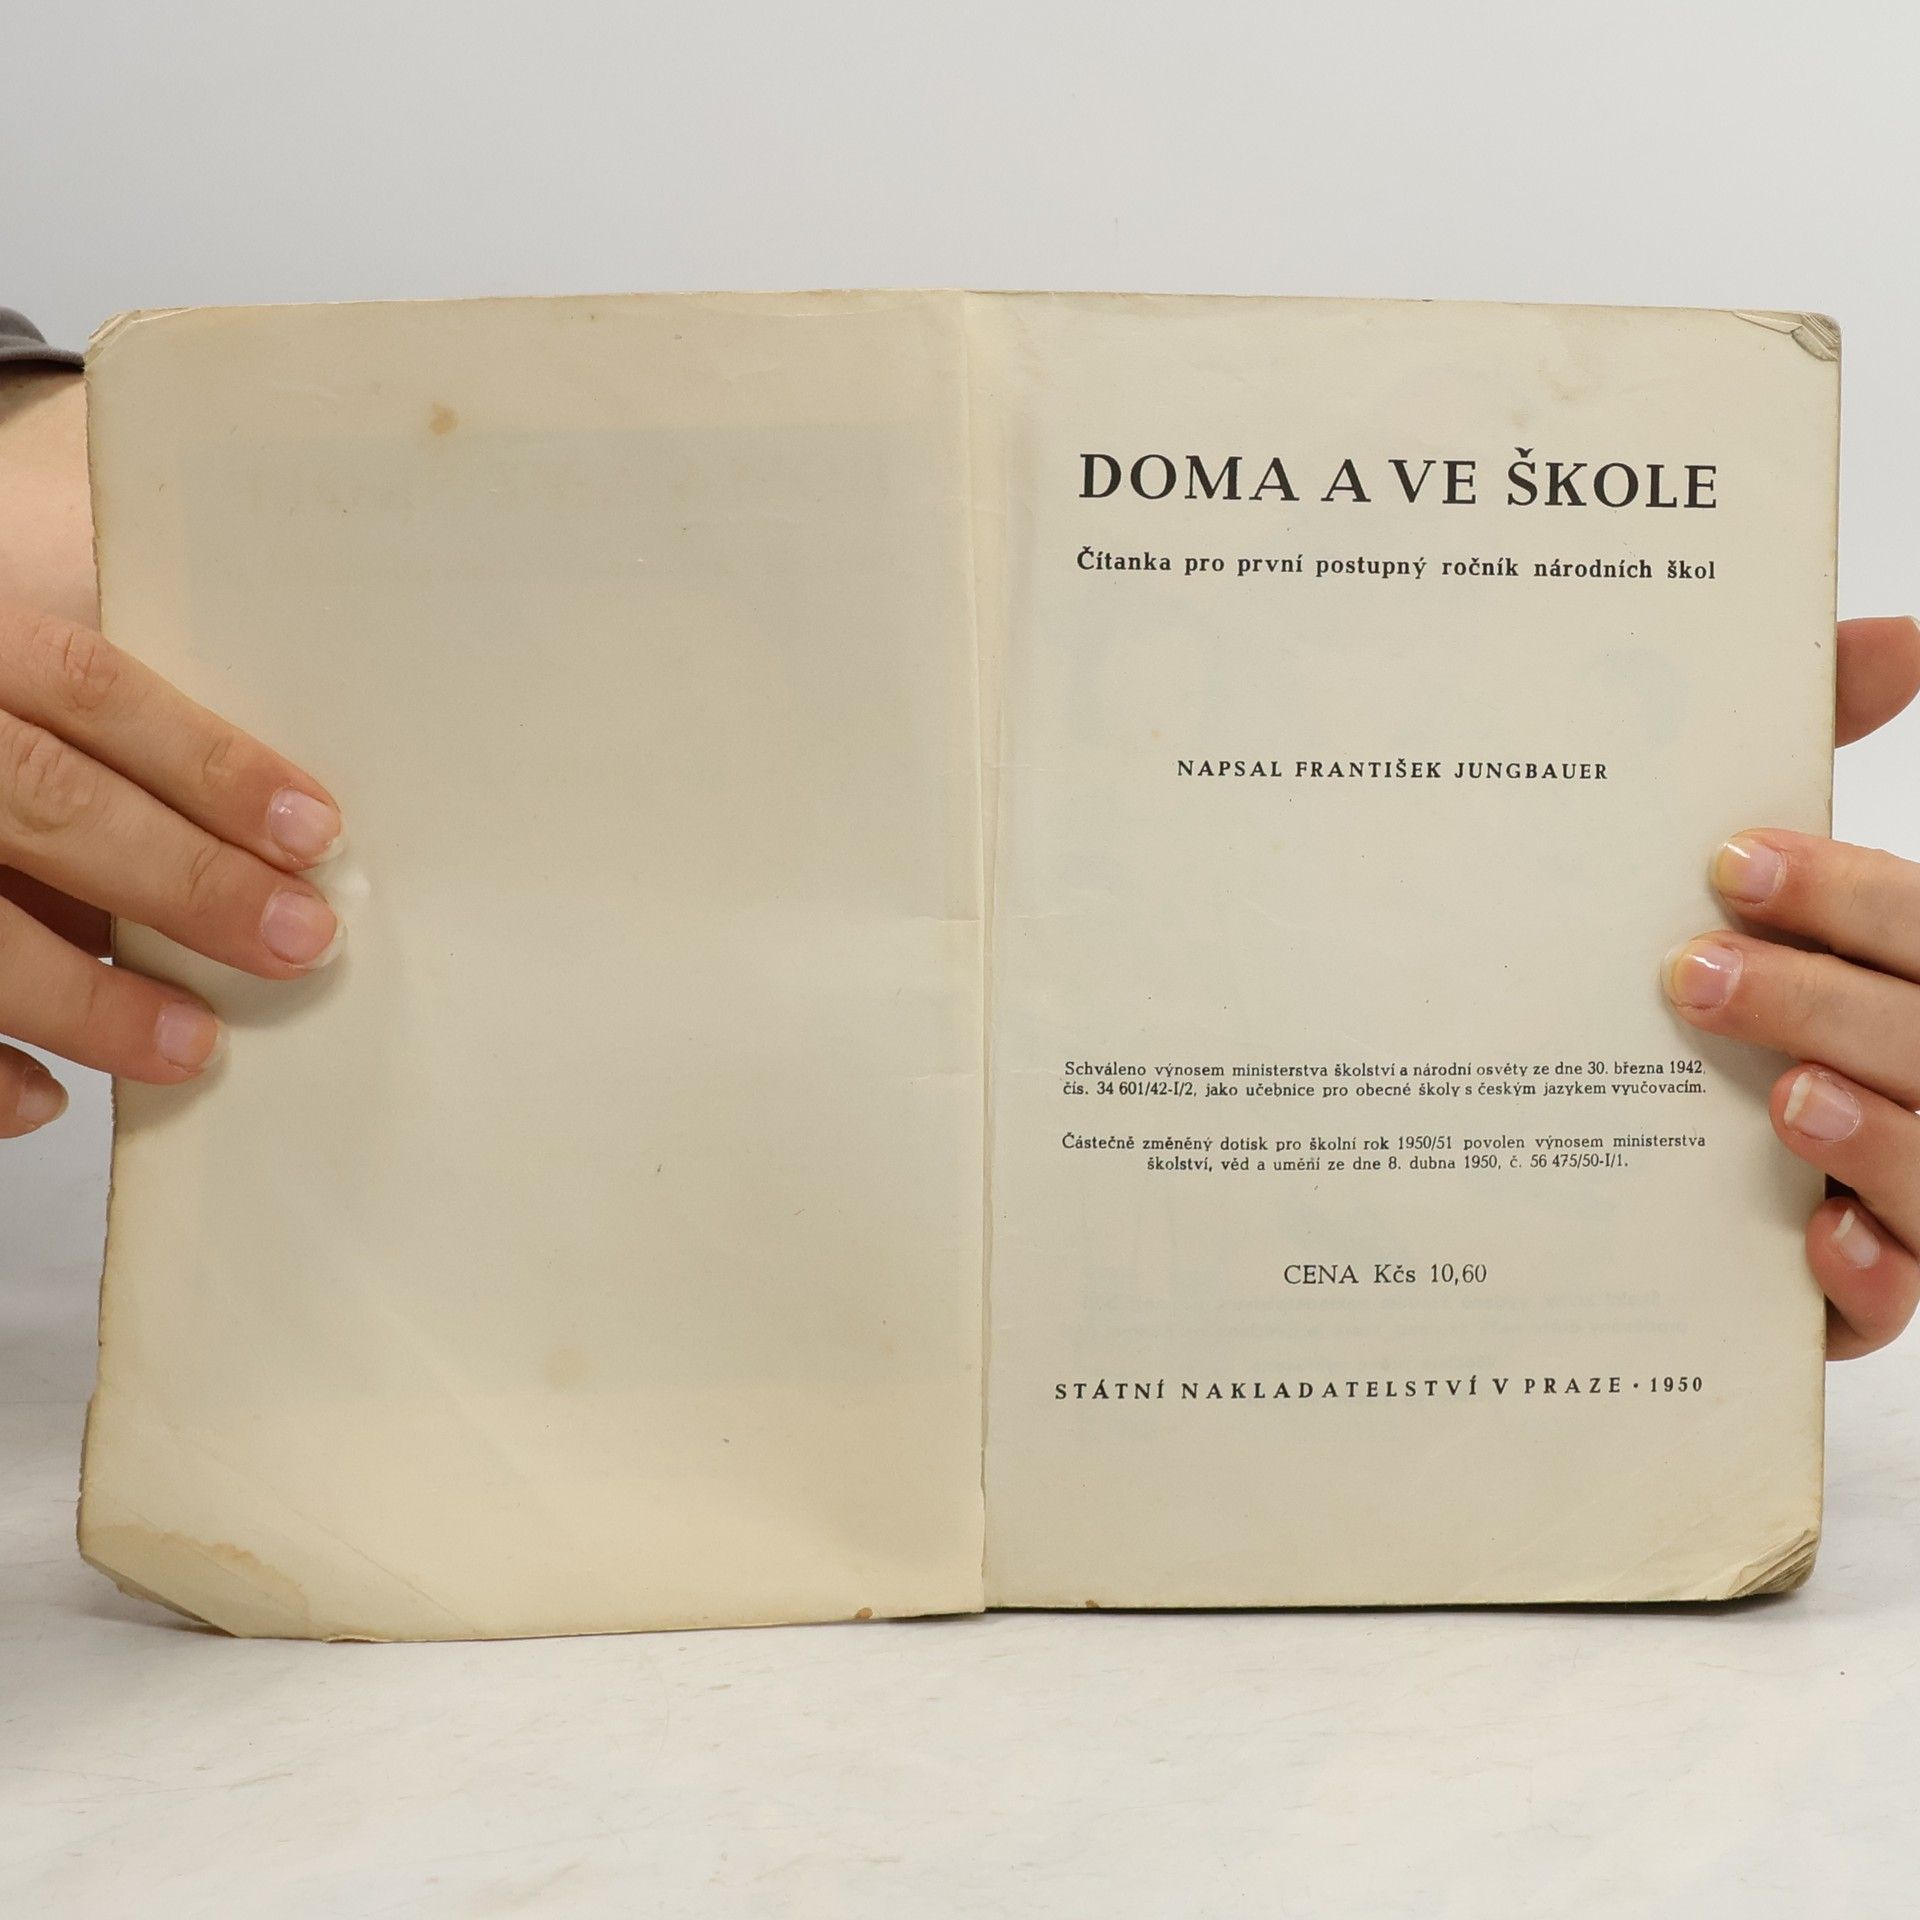 DOMA A VE ŠKOLE
Čítanka pro první postupný ročník národních škol
NAPSAL FRANTIŠEK JUNGBAUER
Schváleno výnosem ministerstva školství a národní osvěty ze dne 30. března 1942,
čís. 34 601/42-I/2, jako učebnice pro obecné školy s českým jazykem vyučovacím.
Částečně změněný dotisk pro školní rok 1950/51 povolen výnosem ministerstva
školství, věd a umění ze dne 8. dubna 1950, č. 56 475/50-I/1.
CENA Kčs 10,60
STÁTNÍ NAKLADATELSTVÍ V PRAZE · 1950